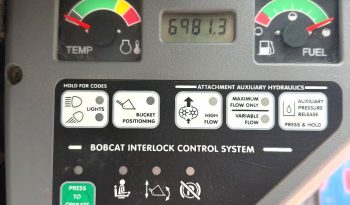 6981.3
TEMP
FUEL
HOLD FOR CODES
ATTACHMENT AUXILIARY HYDRAULICS
LIGHTS
BUCKET
POSITIONING
HIGH
FLOW
MAXIMUM
FLOW ONLY
VARIABLE
FLOW
AUXILIARY
PRESSURE
RELEASE
PRESS & HOLD
BOBCAT INTERLOCK CONTROL SYSTEM
PRESS
TO
OPERATE